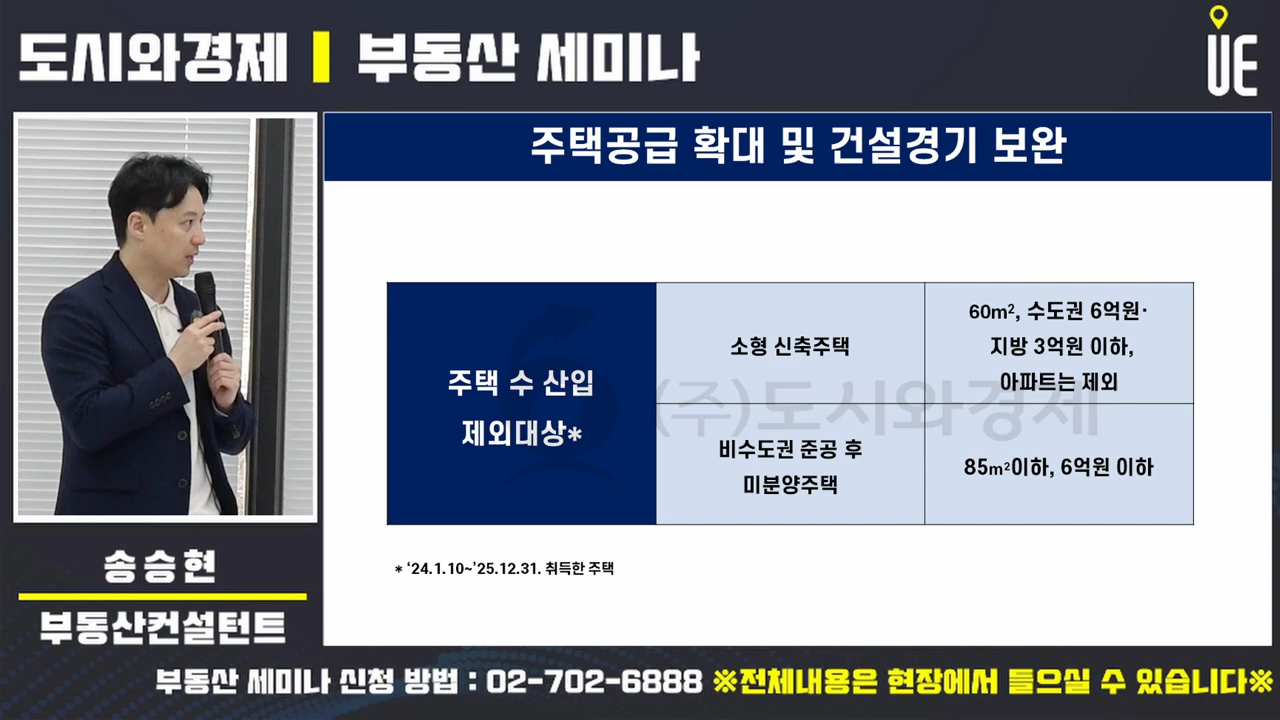 도시와경제 | 부동산 세미나
UE
주택공급 확대 및 건설경기 보완
주택 수 산입
제외대상*
소형 신축주택
60m², 수도권 6억원·
지방 3억원 이하,
아파트는 제외
비수도권 준공 후
미분양주택
85m²이하, 6억원 이하
(주)도시와경제
* ‘24.1.10~’25.12.31. 취득한 주택
송승현
부동산컨설턴트
부동산 세미나 신청 방법 : 02-702-6888 ※전체내용은 현장에서 들으실 수 있습니다※